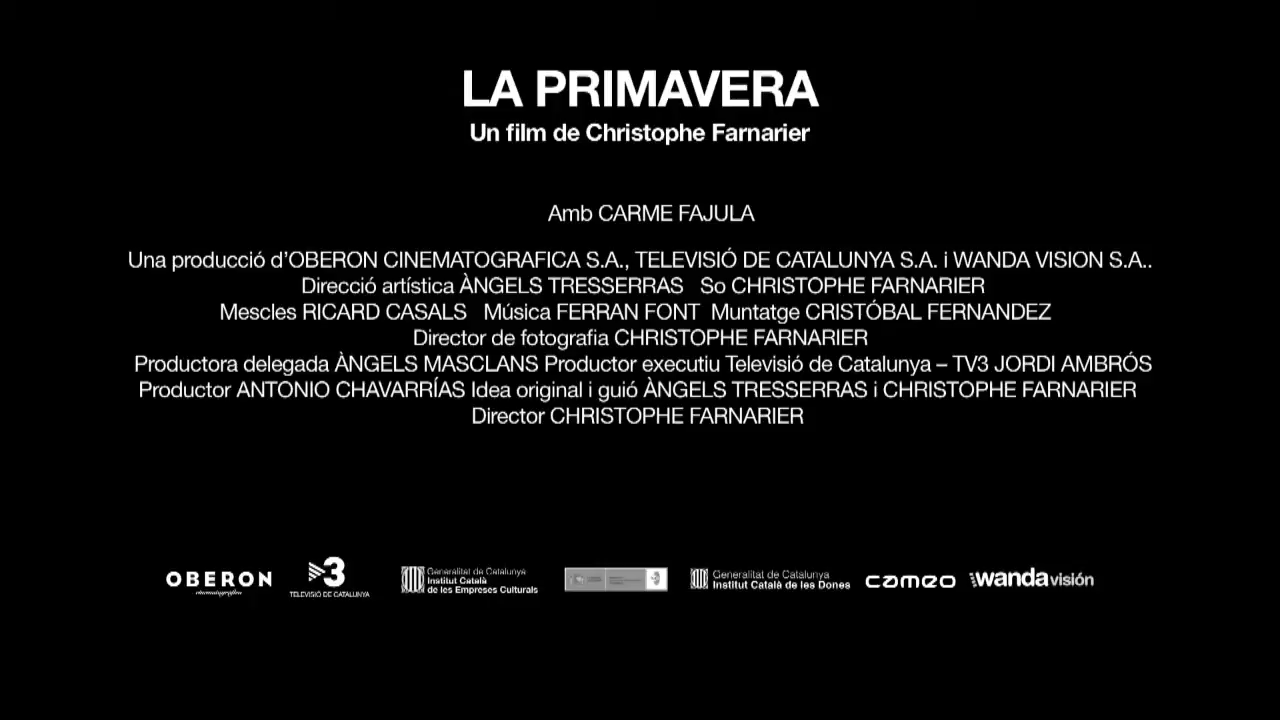 LA PRIMAVERA
Un film de Christophe Farnarier
Amb CARME FAJULA
Una producció d'OBERON CINEMATOGRAFICA S.A., TELEVISIÓ DE CATALUNYA S.A. i WANDA VISION S.A..
Direcció artística ÀNGELS TRESSERRAS So CHRISTOPHE FARNARIER
Mescles RICARD CASALS Música FERRAN FONT Muntatge CRISTÓBAL FERNANDEZ
Director de fotografia CHRISTOPHE FARNARIER
Productora delegada ÀNGELS MASCLANS Productor executiu Televisió de Catalunya – TV3 JORDI AMBRÓS
Productor ANTONIO CHAVARRÍAS Idea original i guió ÀNGELS TRESSERRAS i CHRISTOPHE FARNARIER
Director CHRISTOPHE FARNARIER
OBERON
cinematogràfica
3
TELEVISIÓ DE CATALUNYA
Generalitat de Catalunya
Institut Català
de les Empreses Culturals
Generalitat de Catalunya
Institut Català de les Dones
cameo
wandavisión